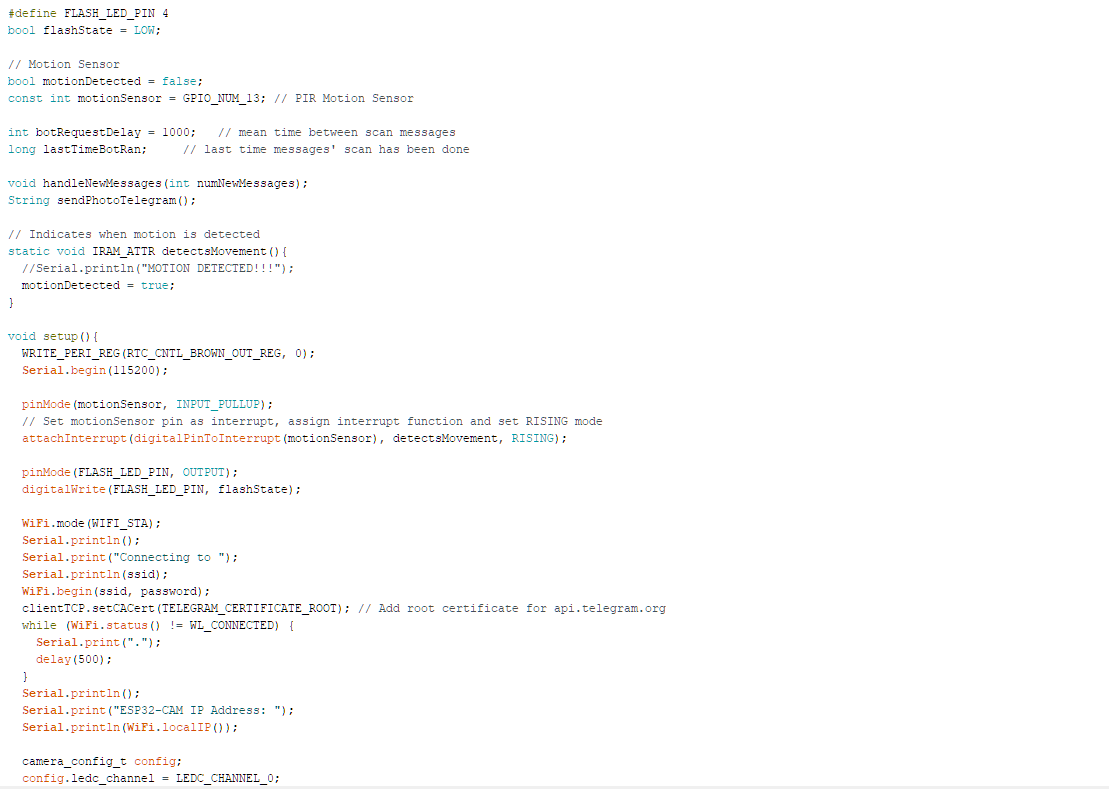 #define FLASH_LED_PIN 4
bool flashState = LOW;
// Motion Sensor
bool motionDetected = false;
const int motionSensor = GPIO_NUM_13; // PIR Motion Sensor
int botRequestDelay = 1000;   // mean time between scan messages
long lastTimeBotRan;     // last time messages' scan has been done
void handleNewMessages(int numNewMessages);
String sendPhotoTelegram();
// Indicates when motion is detected
static void IRAM_ATTR detectsMovement(){
  //Serial.println("MOTION DETECTED!!!");
  motionDetected = true;
}
void setup(){
  WRITE_PERI_REG(RTC_CNTL_BROWN_OUT_REG, 0);
  Serial.begin(115200);
  pinMode(motionSensor, INPUT_PULLUP);
  // Set motionSensor pin as interrupt, assign interrupt function and set RISING mode
  attachInterrupt(digitalPinToInterrupt(motionSensor), detectsMovement, RISING);
  pinMode(FLASH_LED_PIN, OUTPUT);
  digitalWrite(FLASH_LED_PIN, flashState);
  WiFi.mode(WIFI_STA);
  Serial.println();
  Serial.print("Connecting to ");
  Serial.println(ssid);
  WiFi.begin(ssid, password);
  clientTCP.setCACert(TELEGRAM_CERTIFICATE_ROOT); // Add root certificate for api.telegram.org
  while (WiFi.status() != WL_CONNECTED) {
    Serial.print(".");
    delay(500);
  }
  Serial.println();
  Serial.print("ESP32-CAM IP Address: ");
  Serial.println(WiFi.localIP());
  camera_config_t config;
  config.ledc_channel = LEDC_CHANNEL_0;